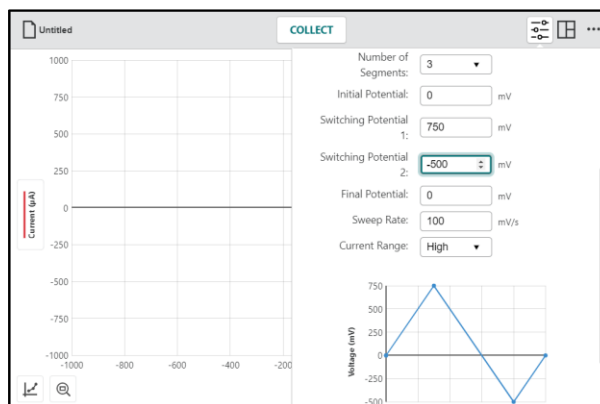 Untitled
COLLECT
1000
750
500
250
0
-250
-500
-750
-1000
Current (µA)
-1000
-800
-600
-400
-200
Number of
Segments:
3
Initial Potential:
0
mV
Switching Potential
1:
750
mV
Switching Potential
2:
-500
mV
Final Potential:
0
mV
Sweep Rate:
100
mV/s
Current Range:
High
750
500
250
0
-250
-500
Voltage (mV)